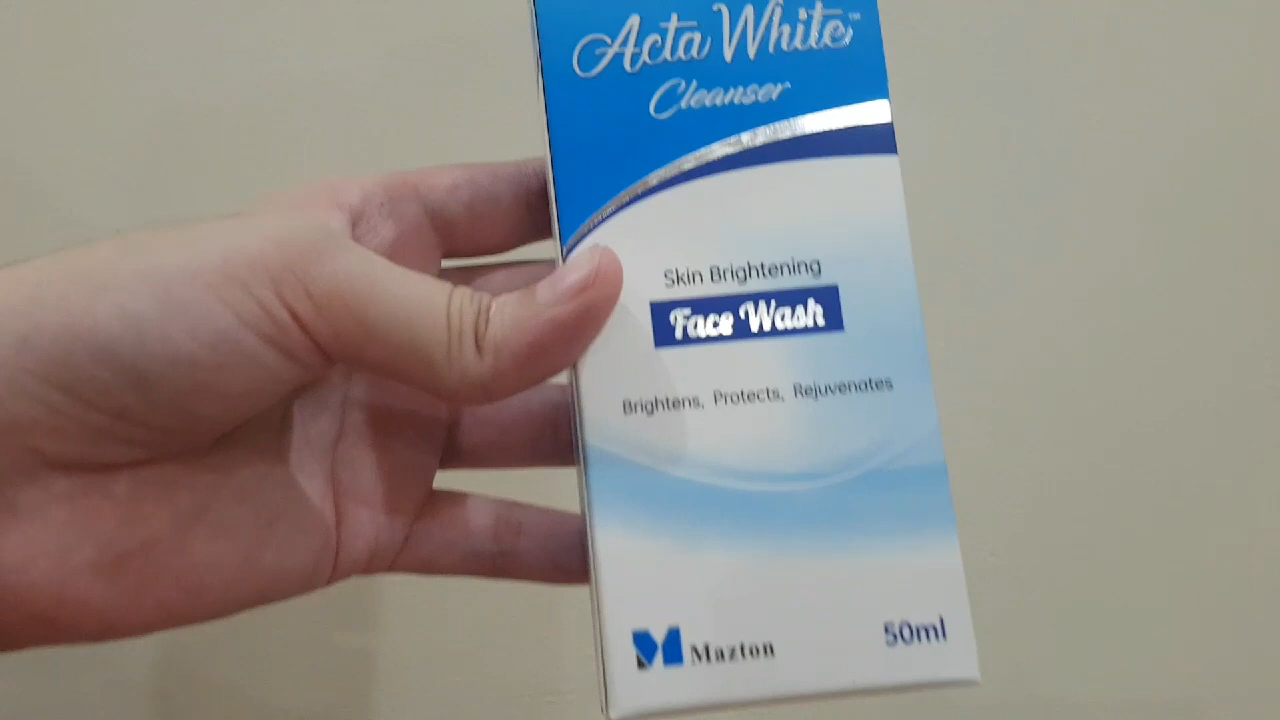 Acta White™
Cleanser
Skin Brightening
Face Wash
Brightens, Protects, Rejuvenates
Mazton
50ml